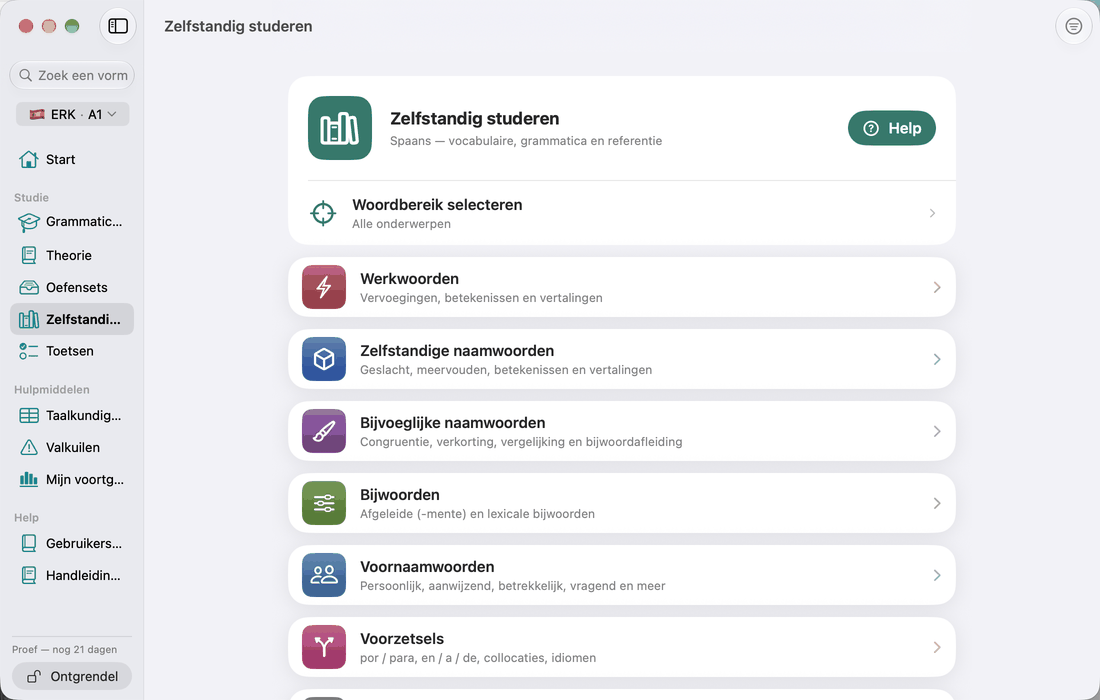 Zelfstandig studeren
Zoek een vorm
ERK · A1
Start
Studie
Grammatic...
Theorie
Oefensets
Zelfstandi...
Toetsen
Hulpmiddelen
Taalkundig...
Valkuilen
Mijn voortg...
Help
Gebruikers...
Handleidin...
Proef — nog 21 dagen
Ontgrendel
Zelfstandig studeren
Spaans — vocabulaire, grammatica en referentie
Help
Woordbereik selecteren
Alle onderwerpen
Werkwoorden
Vervoegingen, betekenissen en vertalingen
Zelfstandige naamwoorden
Geslacht, meervouden, betekenissen en vertalingen
Bijvoeglijke naamwoorden
Congruentie, verkorting, vergelijking en bijwoordafleiding
Bijwoorden
Afgeleide (-mente) en lexicale bijwoorden
Voornaamwoorden
Persoonlijk, aanwijzend, betrekkelijk, vragend en meer
Voorzetsels
por / para, en / a / de, collocaties, idiomen